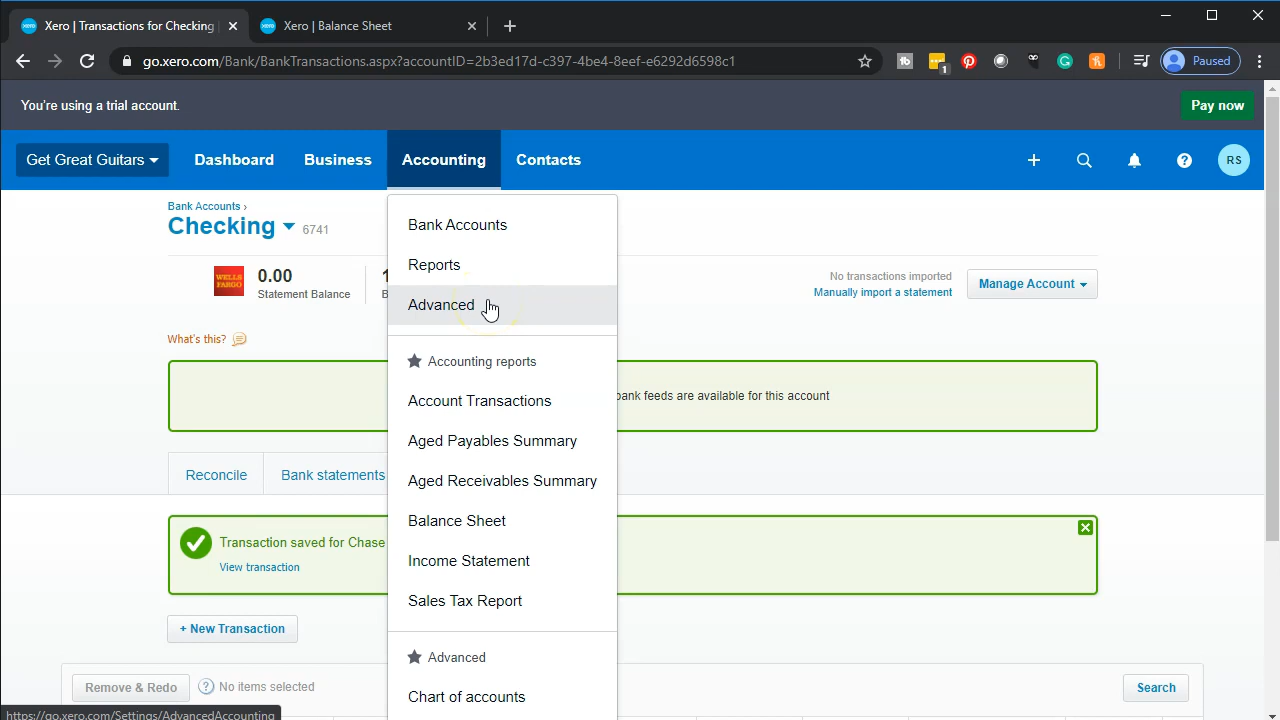 Xero | Transactions for Checking
Xero | Balance Sheet
go.xero.com/Bank/BankTransactions.aspx?accountID=2b3ed17d-c397-4be4-8eef-e6292d6598c1
1
Paused
You're using a trial account.
Pay now
Get Great Guitars
Dashboard
Business
Accounting
Contacts
RS
Bank Accounts ›
Checking
6741
WELLS
FARGO
0.00
Statement Balance
No transactions imported
Manually import a statement
Manage Account
What's this?
bank feeds are available for this account
Reconcile
Bank statements
Transaction saved for Chase
View transaction
+ New Transaction
Remove & Redo
? No items selected
Search
Bank Accounts
Reports
Advanced
Accounting reports
Account Transactions
Aged Payables Summary
Aged Receivables Summary
Balance Sheet
Income Statement
Sales Tax Report
Advanced
Chart of accounts
https://go.xero.com/Settings/AdvancedAccounting